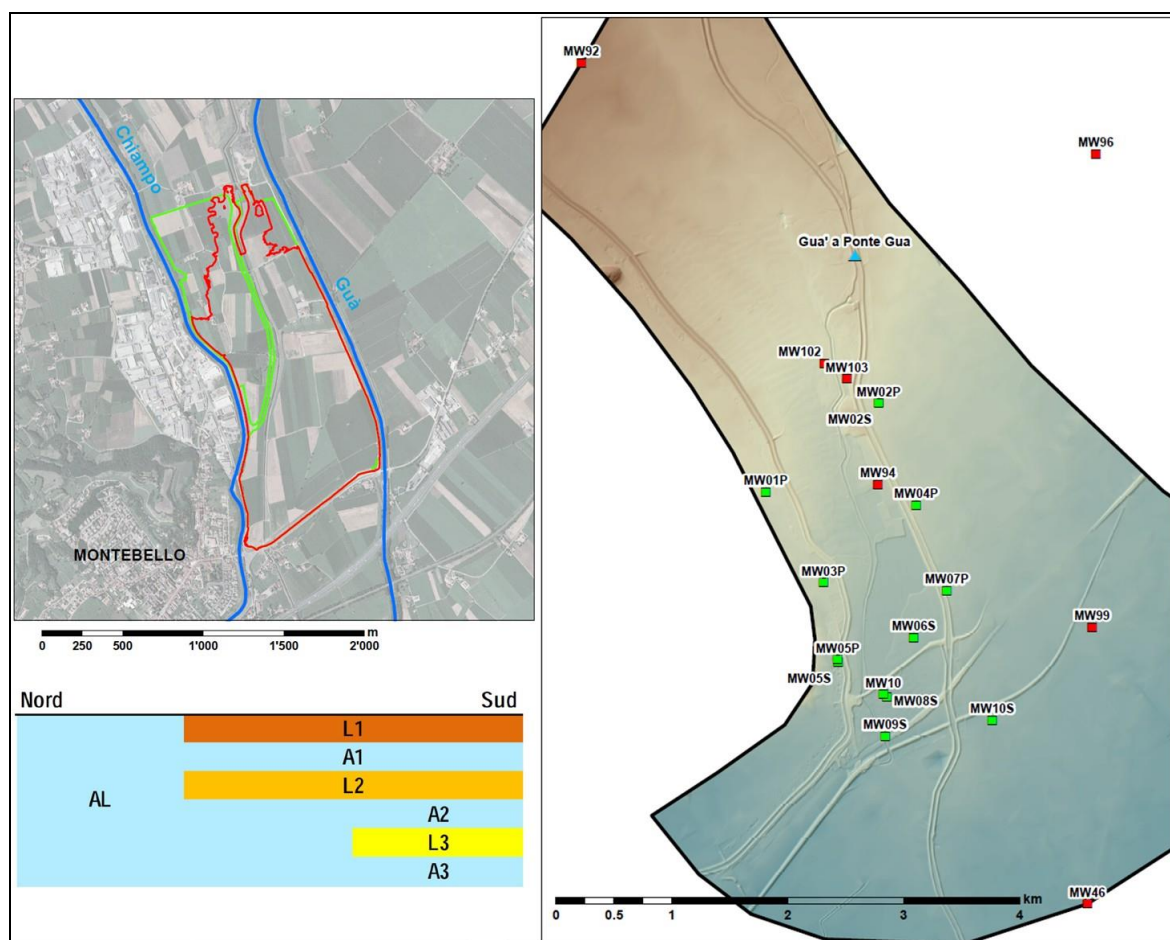 Chiampo
Guà
MONTEBELLO
m
0 250 500 1'000 1'500 2'000
Nord Sud
L1
A1
L2
AL
A2
L3
A3
MW92
MW96
Gua' a Ponte Gua
MW102
MW103
MW02P
MW02S
MW94
MW01P
MW04P
MW03P
MW07P
MW99
MW06S
MW05P
MW05S
MW10
MW08S
MW10S
MW09S
MW46
km
0 0.5 1 2 3 4